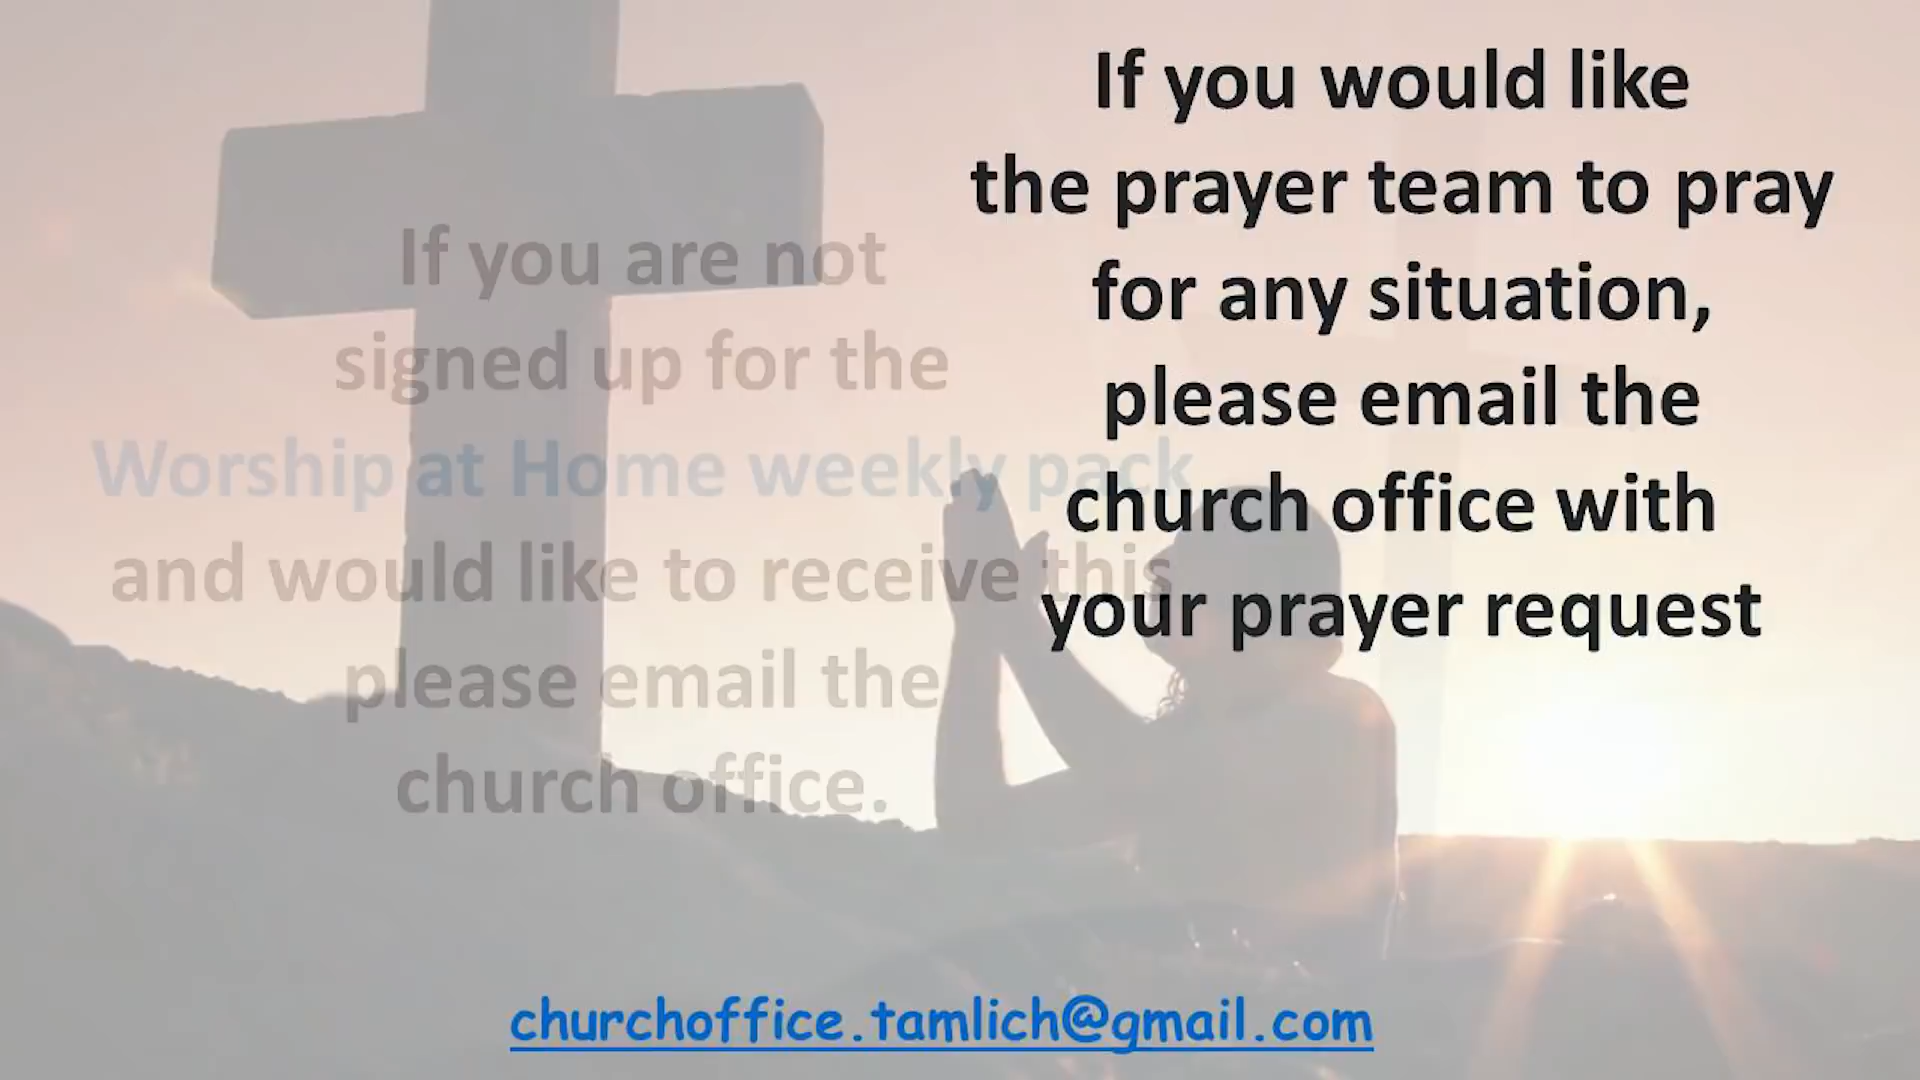 If you would like
the prayer team to pray
for any situation,
please email the
church office with
your prayer request
If you are not
signed up for the
Worship at Home weekly pack
and would like to receive this
please email the
church office.
churchoffice.tamlich@gmail.com